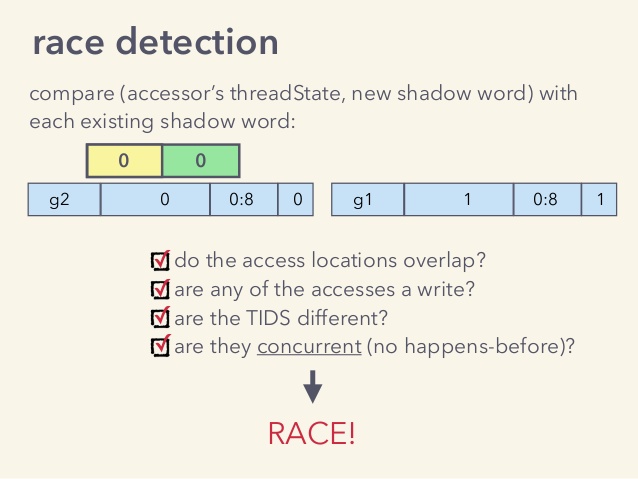 race detection
compare (accessor's threadState, new shadow word) with
each existing shadow word:
0 0
g2 0 0:8 0 g1 1 0:8 1
do the access locations overlap?
are any of the accesses a write?
are the TIDS different?
are they concurrent (no happens-before)?
RACE!